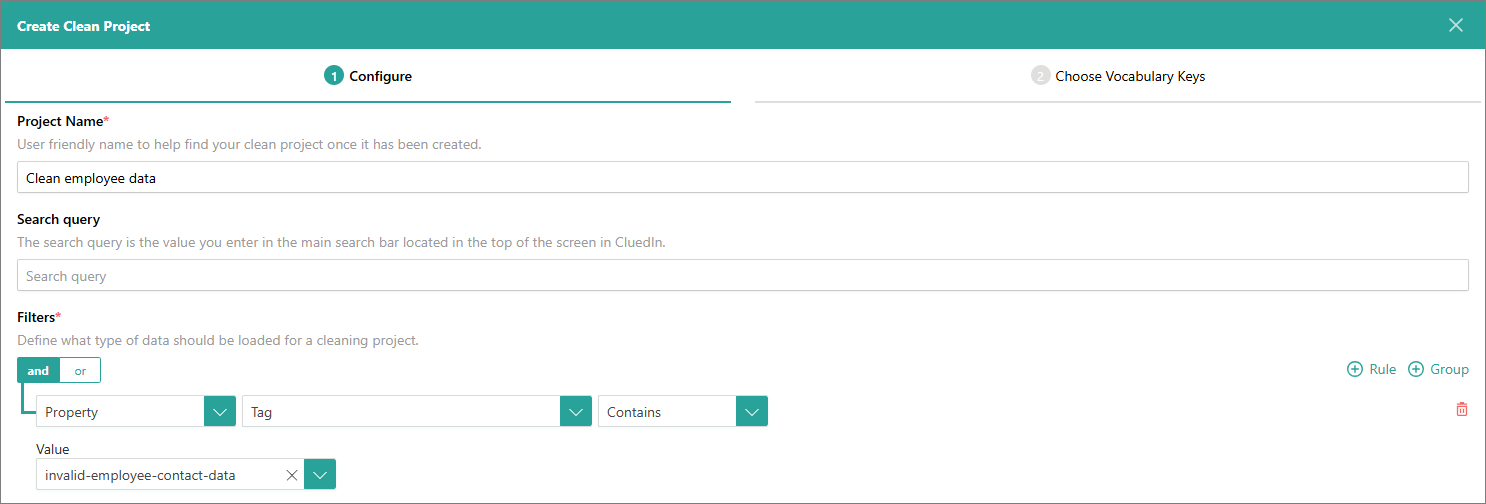 Create Clean Project
1 Configure
2 Choose Vocabulary Keys
Project Name*
User friendly name to help find your clean project once it has been created.
Clean employee data
Search query
The search query is the value you enter in the main search bar located in the top of the screen in CluedIn.
Search query
Filters*
Define what type of data should be loaded for a cleaning project.
and or Rule Group
Property Tag Contains
Value
invalid-employee-contact-data